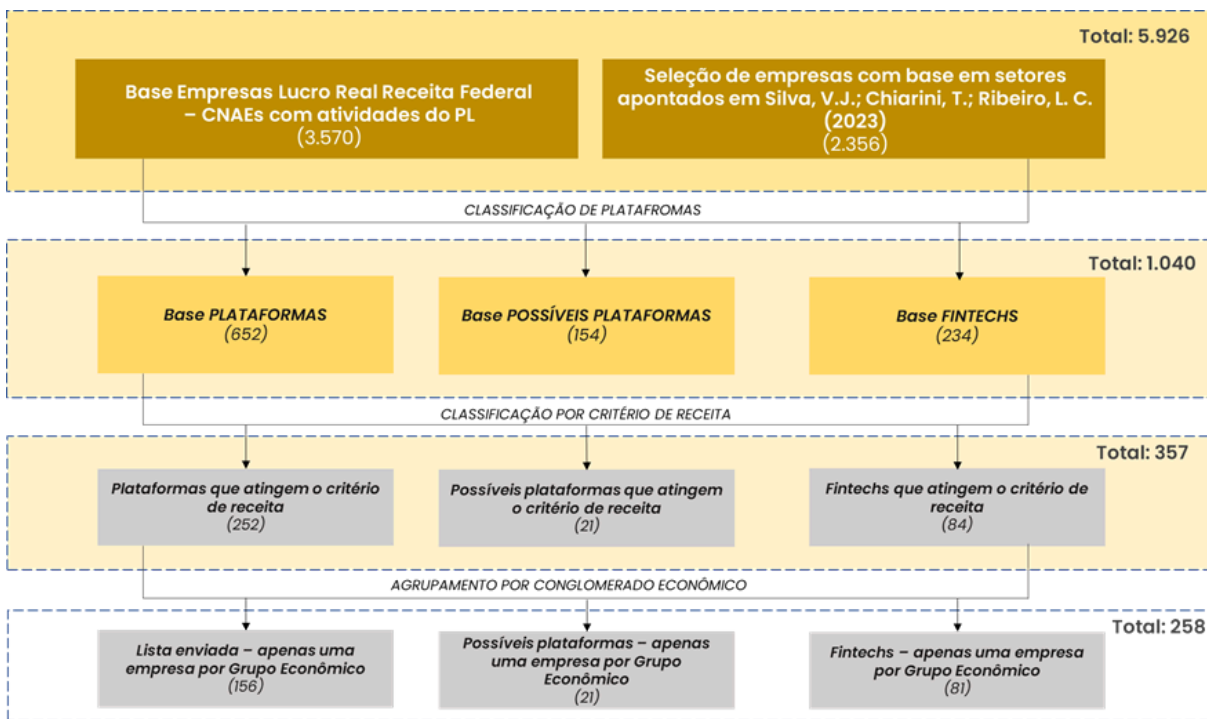 Total: 5.926
Base Empresas Lucro Real Receita Federal
– CNAEs com atividades do PL
(3.570)
Seleção de empresas com base em setores
apontados em Silva, V.J.; Chiarini, T.; Ribeiro, L. C.
(2023)
(2.356)
CLASSIFICAÇÃO DE PLATAFROMAS
Total: 1.040
Base PLATAFORMAS
(652)
Base POSSÍVEIS PLATAFORMAS
(154)
Base FINTECHS
(234)
CLASSIFICAÇÃO POR CRITÉRIO DE RECEITA
Total: 357
Plataformas que atingem o critério
de receita
(252)
Possíveis plataformas que atingem
o critério de receita
(21)
Fintechs que atingem o critério de
receita
(84)
AGRUPAMENTO POR CONGLOMERADO ECONÔMICO
Total: 258
Lista enviada – apenas uma
empresa por Grupo Econômico
(156)
Possíveis plataformas – apenas
uma empresa por Grupo
Econômico
(21)
Fintechs – apenas uma empresa
por Grupo Econômico
(81)